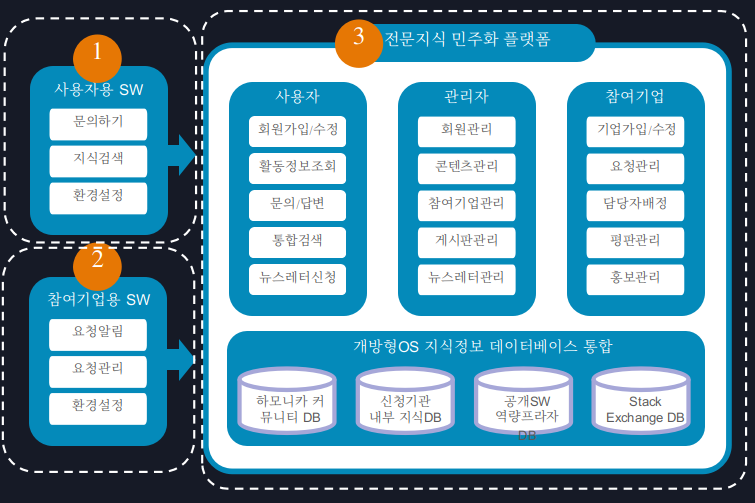 1
사용자용 SW
문의하기
지식검색
환경설정
2
참여기업용 SW
요청알림
요청관리
환경설정
3
전문지식 민주화 플랫폼
사용자
회원가입/수정
활동정보조회
문의/답변
통합검색
뉴스레터신청
관리자
회원관리
콘텐츠관리
참여기업관리
게시판관리
뉴스레터관리
참여기업
기업가입/수정
요청관리
담당자배정
평판관리
홍보관리
개방형OS 지식정보 데이터베이스 통합
하모니카 커
뮤니티 DB
신청기관
내부 지식DB
공개SW
역량프라자
DB
Stack
Exchange DB